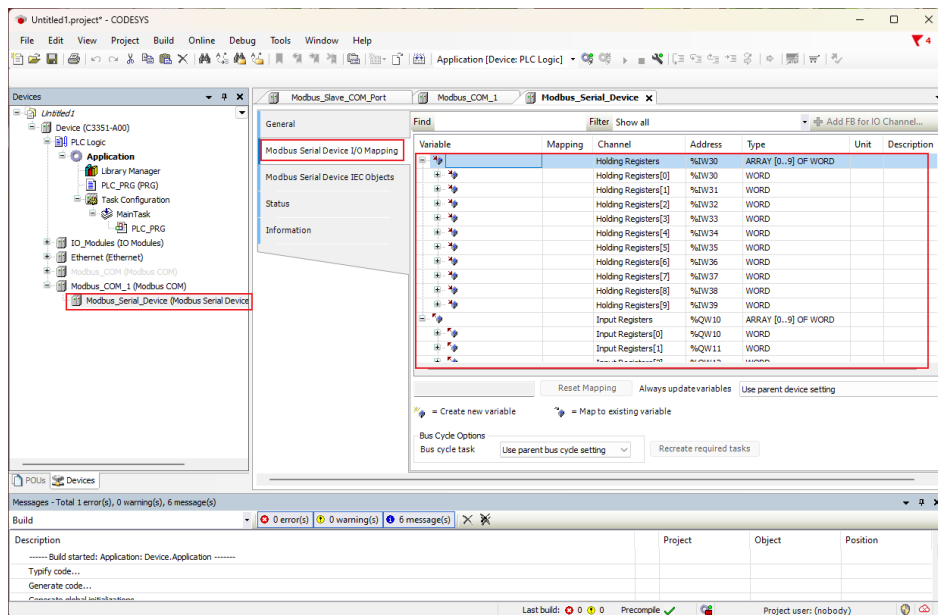 Untitled1.project* - CODESYS
File Edit View Project Build Online Debug Tools Window Help
4
Application [Device: PLC Logic]
Devices
Untitled1
Device (C3351-A00)
PLC Logic
Application
Library Manager
PLC_PRG (PRG)
Task Configuration
MainTask
PLC_PRG
IO_Modules (IO Modules)
Ethernet (Ethernet)
Modbus_COM (Modbus COM)
Modbus_COM_1 (Modbus COM)
Modbus_Serial_Device (Modbus Serial Device
POUs Devices
Modbus_Slave_COM_Port Modbus_COM_1 Modbus_Serial_Device
General
Modbus Serial Device I/O Mapping
Modbus Serial Device IEC Objects
Status
Information
Find Filter Show all Add FB for IO Channel...
Variable Mapping Channel Address Type Unit Description
Holding Registers %IW30 ARRAY [0..9] OF WORD
Holding Registers[0] %IW30 WORD
Holding Registers[1] %IW31 WORD
Holding Registers[2] %IW32 WORD
Holding Registers[3] %IW33 WORD
Holding Registers[4] %IW34 WORD
Holding Registers[5] %IW35 WORD
Holding Registers[6] %IW36 WORD
Holding Registers[7] %IW37 WORD
Holding Registers[8] %IW38 WORD
Holding Registers[9] %IW39 WORD
Input Registers %QW10 ARRAY [0..9] OF WORD
Input Registers[0] %QW10 WORD
Input Registers[1] %QW11 WORD
Input Registers[2] %QW12 WORD
Reset Mapping Always update variables Use parent device setting
= Create new variable = Map to existing variable
Bus Cycle Options
Bus cycle task Use parent bus cycle setting Recreate required tasks
Messages - Total 1 error(s), 0 warning(s), 6 message(s)
Build 0 error(s) 0 warning(s) 6 message(s)
Description Project Object Position
------ Build started: Application: Device.Application -------
Typify code...
Generate code...
Generate global initializations
Last build: 0 0 Precompile Project user: (nobody)